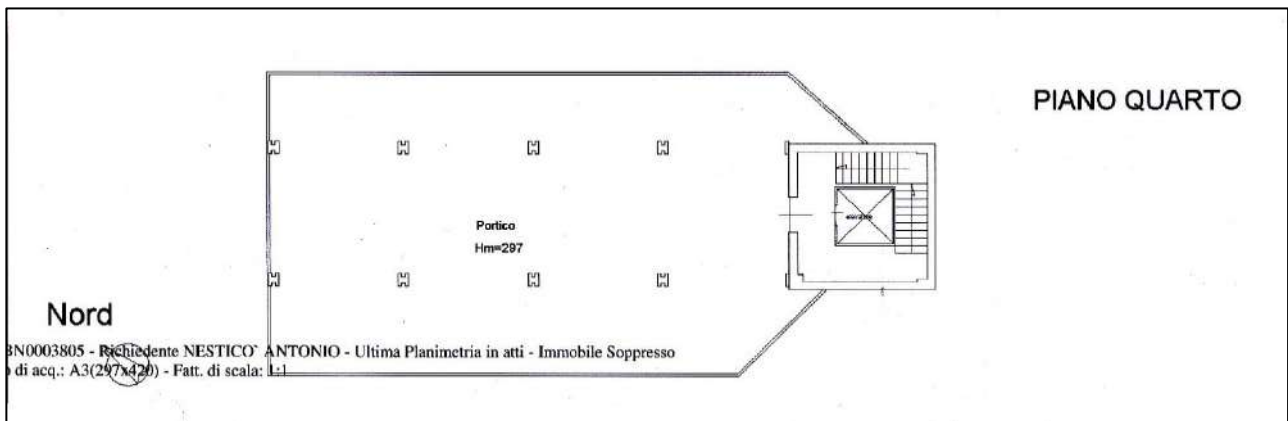 PIANO QUARTO
Portico
Hm=297
Nord
BN0003805 - Richiedente NESTICO` ANTONIO - Ultima Planimetria in atti - Immobile Soppresso
di acq.: A3(297x420) - Fatt. di scala: 1:1